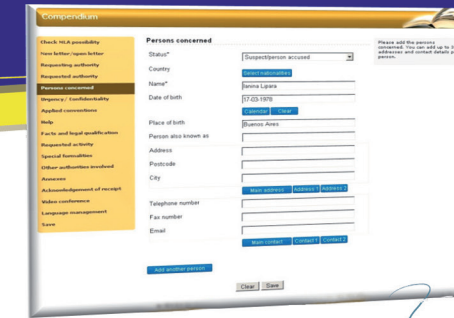 Compendium
Check MLA possibility
New letter/open letter
Requesting authority
Requested authority
Persons concerned
Urgency/ Confidentiality
Applied conventions
Help
Facts and legal qualification
Requested activity
Special formalities
Other authorities involved
Annexes
Acknowledgement of receipt
Video conference
Language management
Save
Persons concerned
Status* Suspect/person accused
Country Select nationalities
Name* Janina Lipara
Date of birth 17-03-1978
Calendar Clear
Place of birth Buenos Aires
Person also known as
Address
Postcode
City
Main address Address 1 Address 2
Telephone number
Fax number
Email
Main contact Contact 1 Contact 2
Add another person
Clear Save
Please add the persons
concerned. You can add up to 3
addresses and contact details p
person.